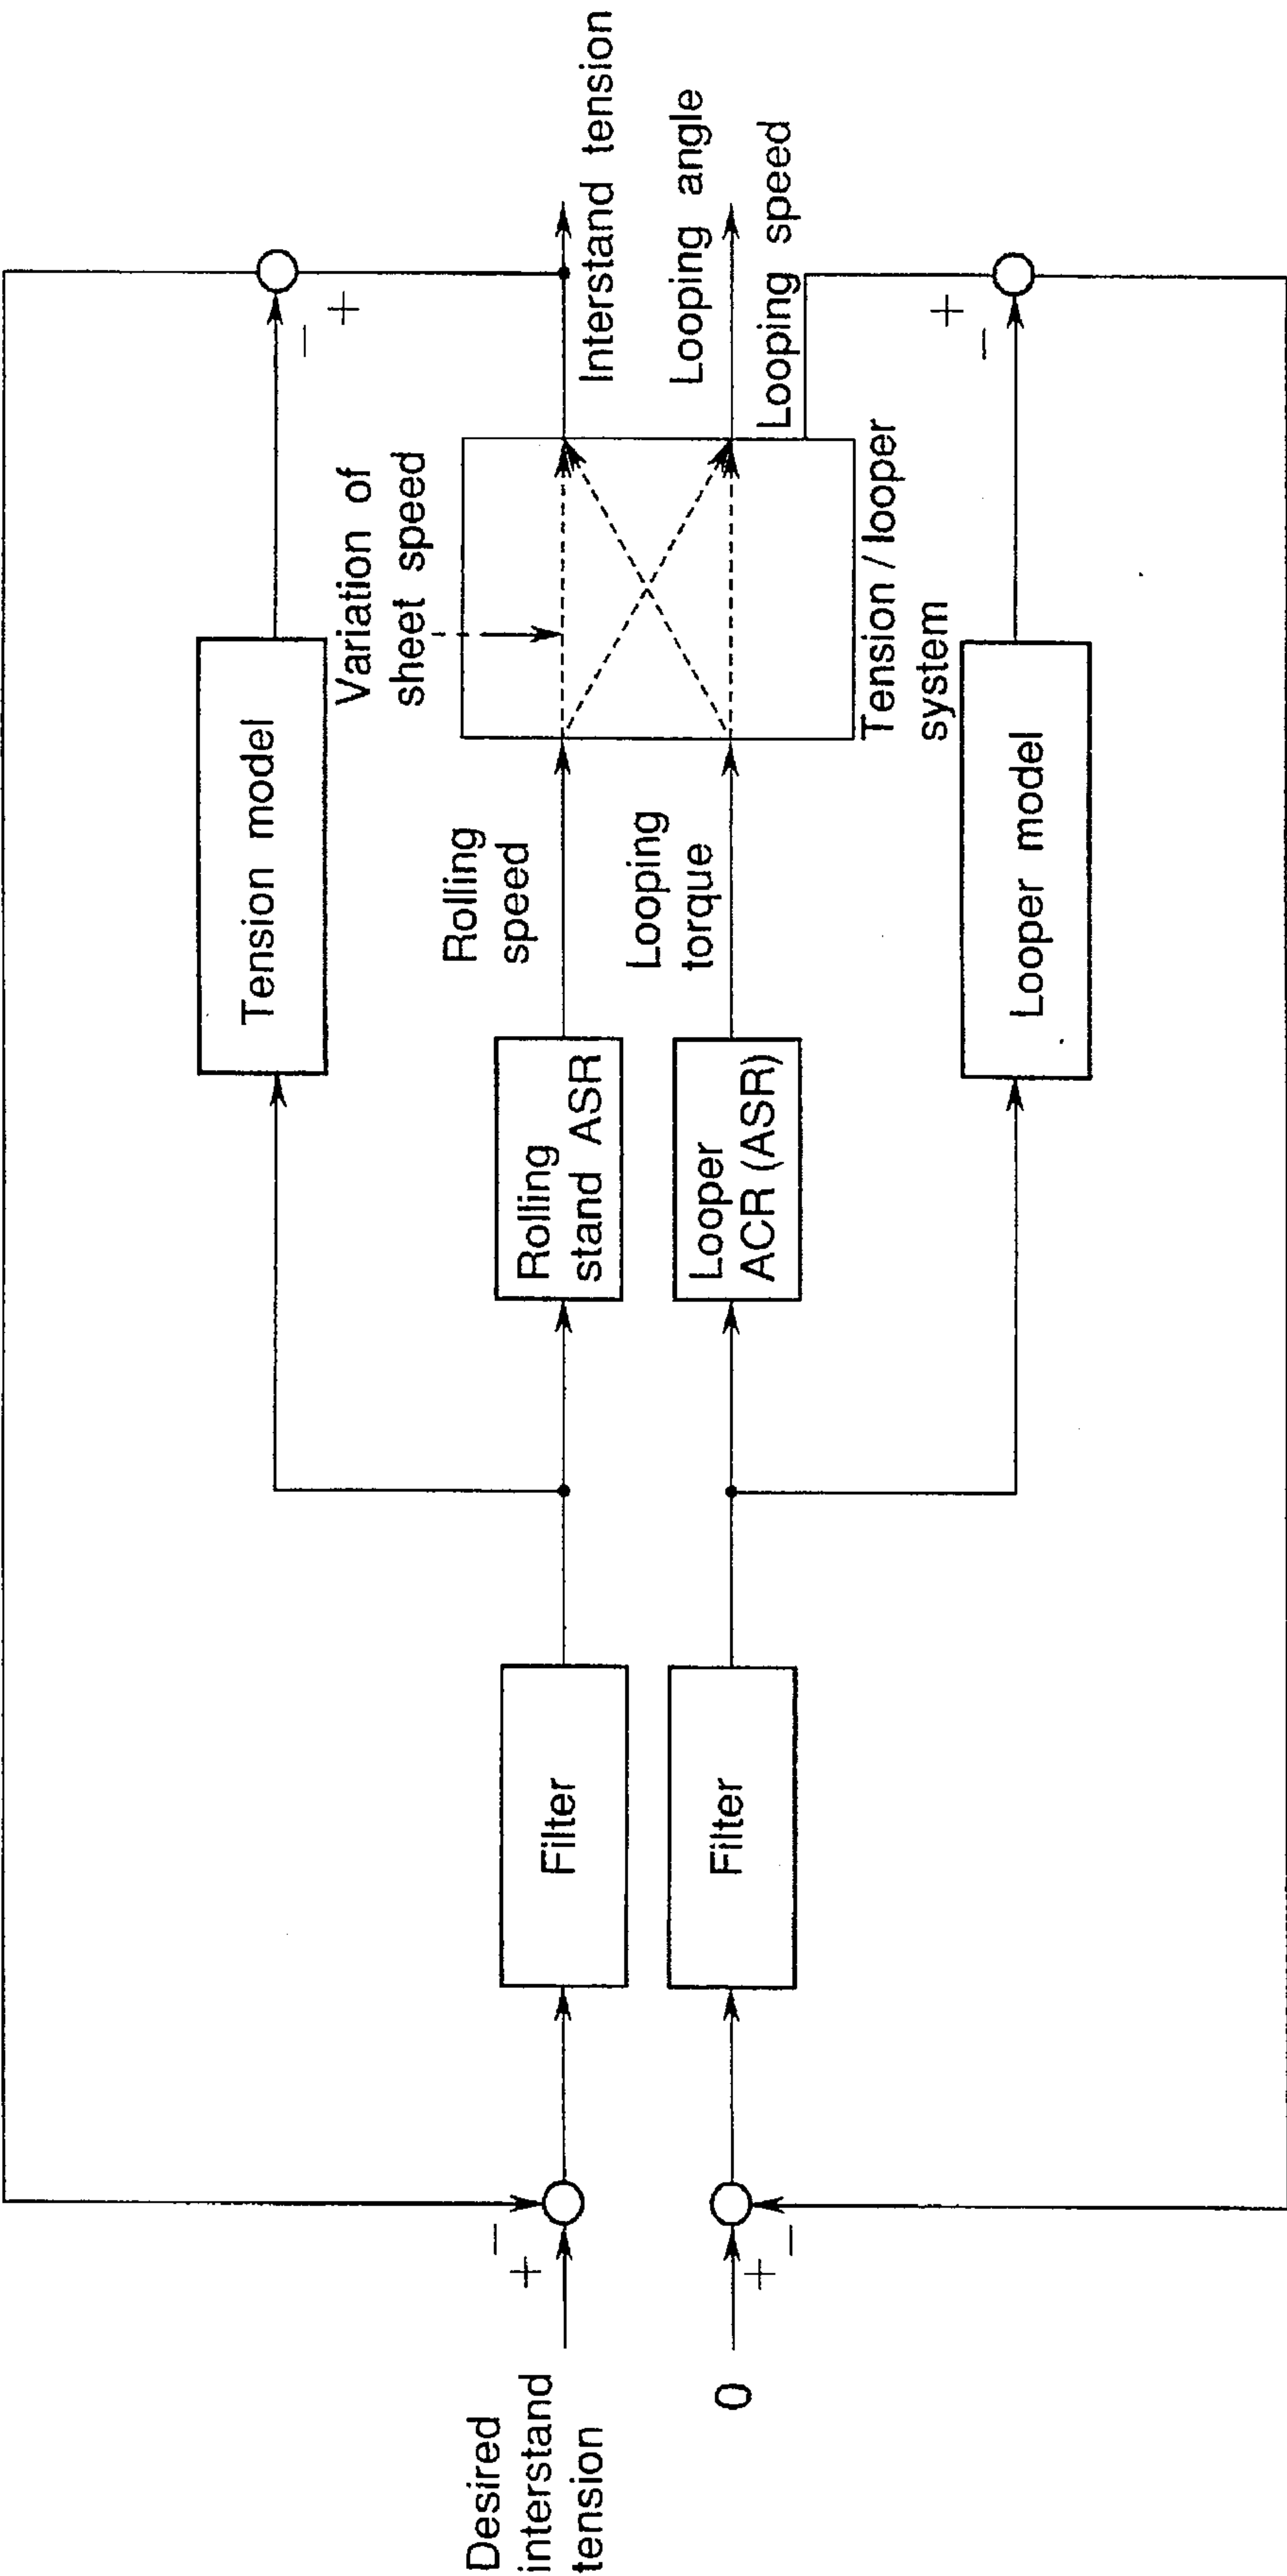 Tension model
Variation of
sheet speed
Interstand tension
Looping angle
Looping speed
Rolling
speed
Looping
torque
Tension / looper
system
Rolling
stand ASR
Looper
ACR (ASR)
Looper model
Filter
Filter
Desired
interstand
tension
0
+
−
+
−
−
+
+
−